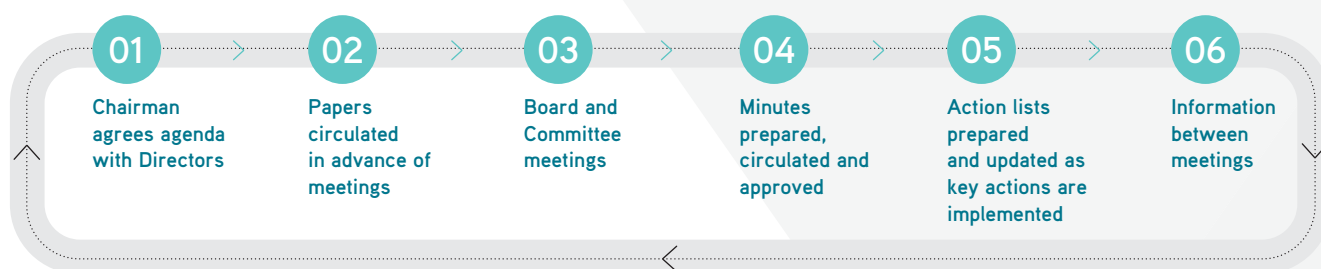 01
Chairman
agrees agenda
with Directors
02
Papers
circulated
in advance of
meetings
03
Board and
Committee
meetings
04
Minutes
prepared,
circulated and
approved
05
Action lists
prepared
and updated as
key actions are
implemented
06
Information
between
meetings